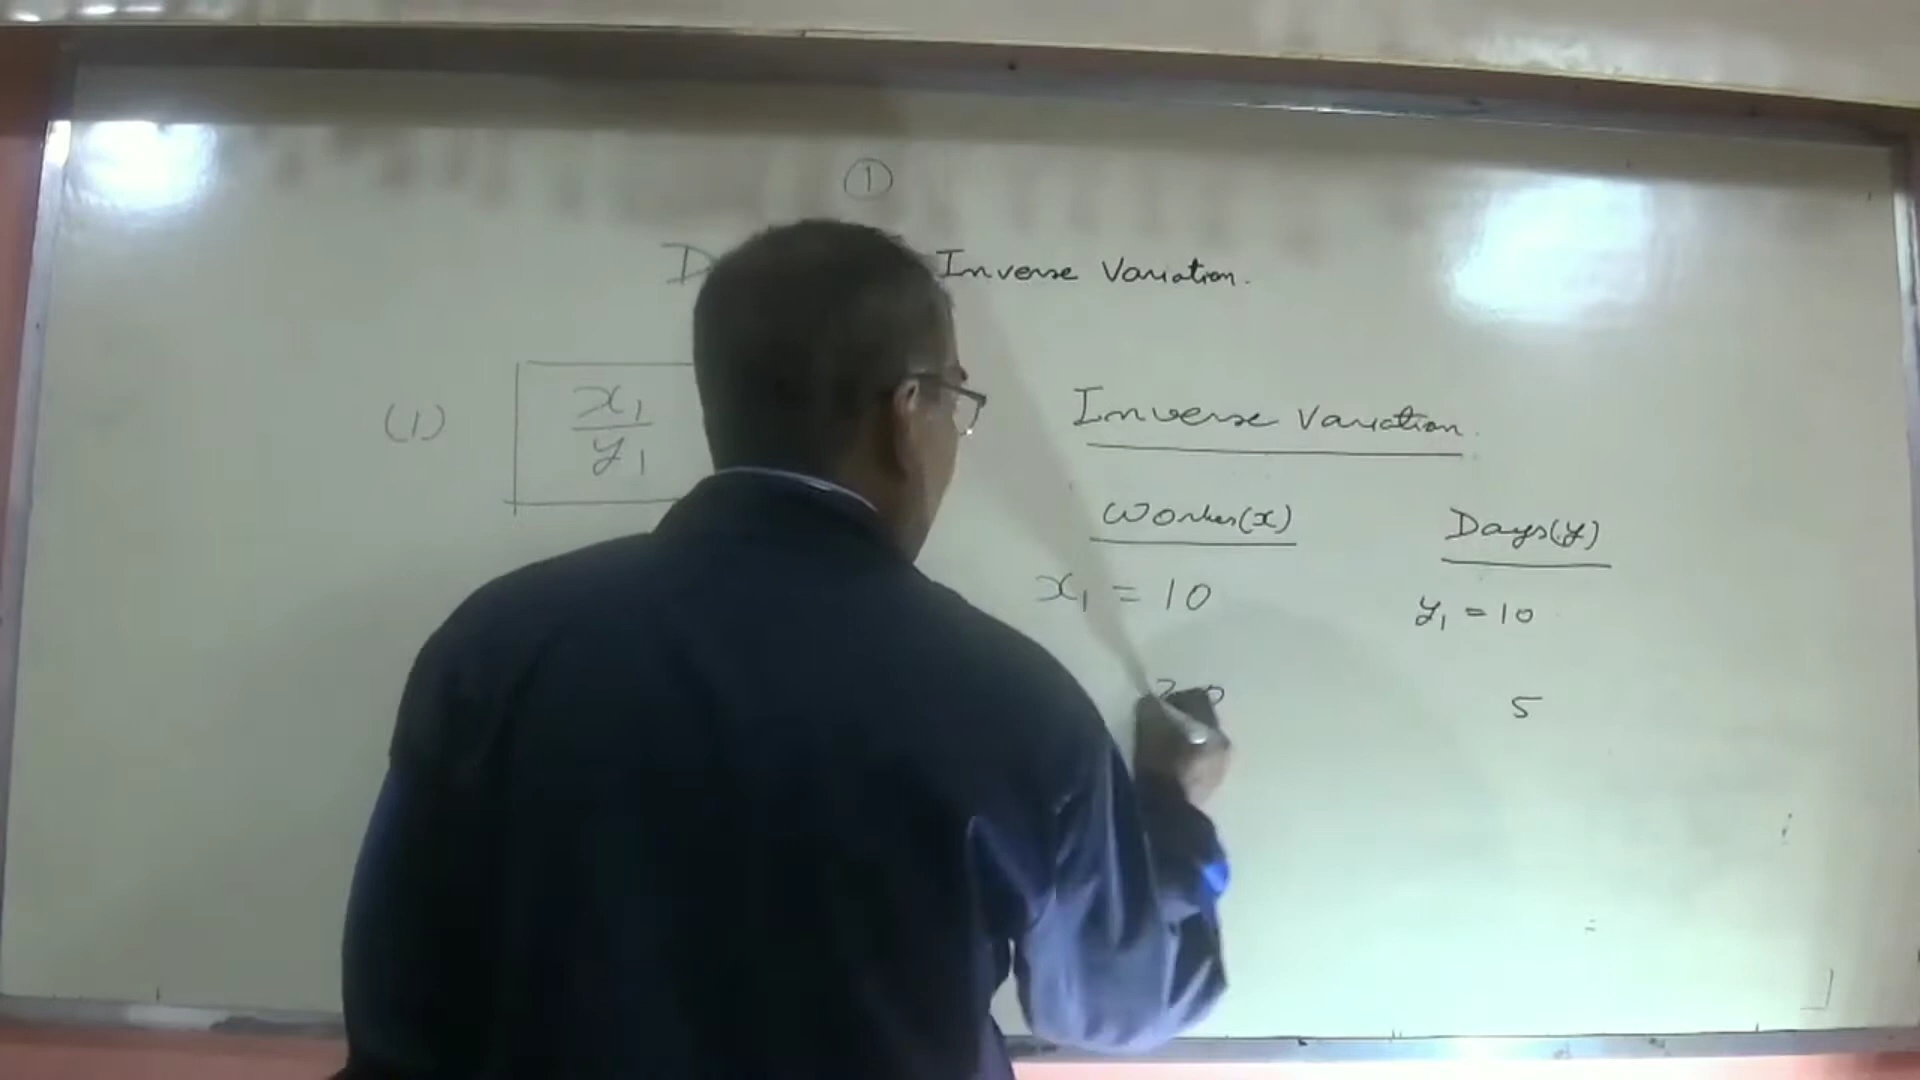 ①
Inverse Variation.
(1) x₁/y₁
Inverse Variation.
Worker(x) Days(y)
x₁ = 10 y₁ = 10
5